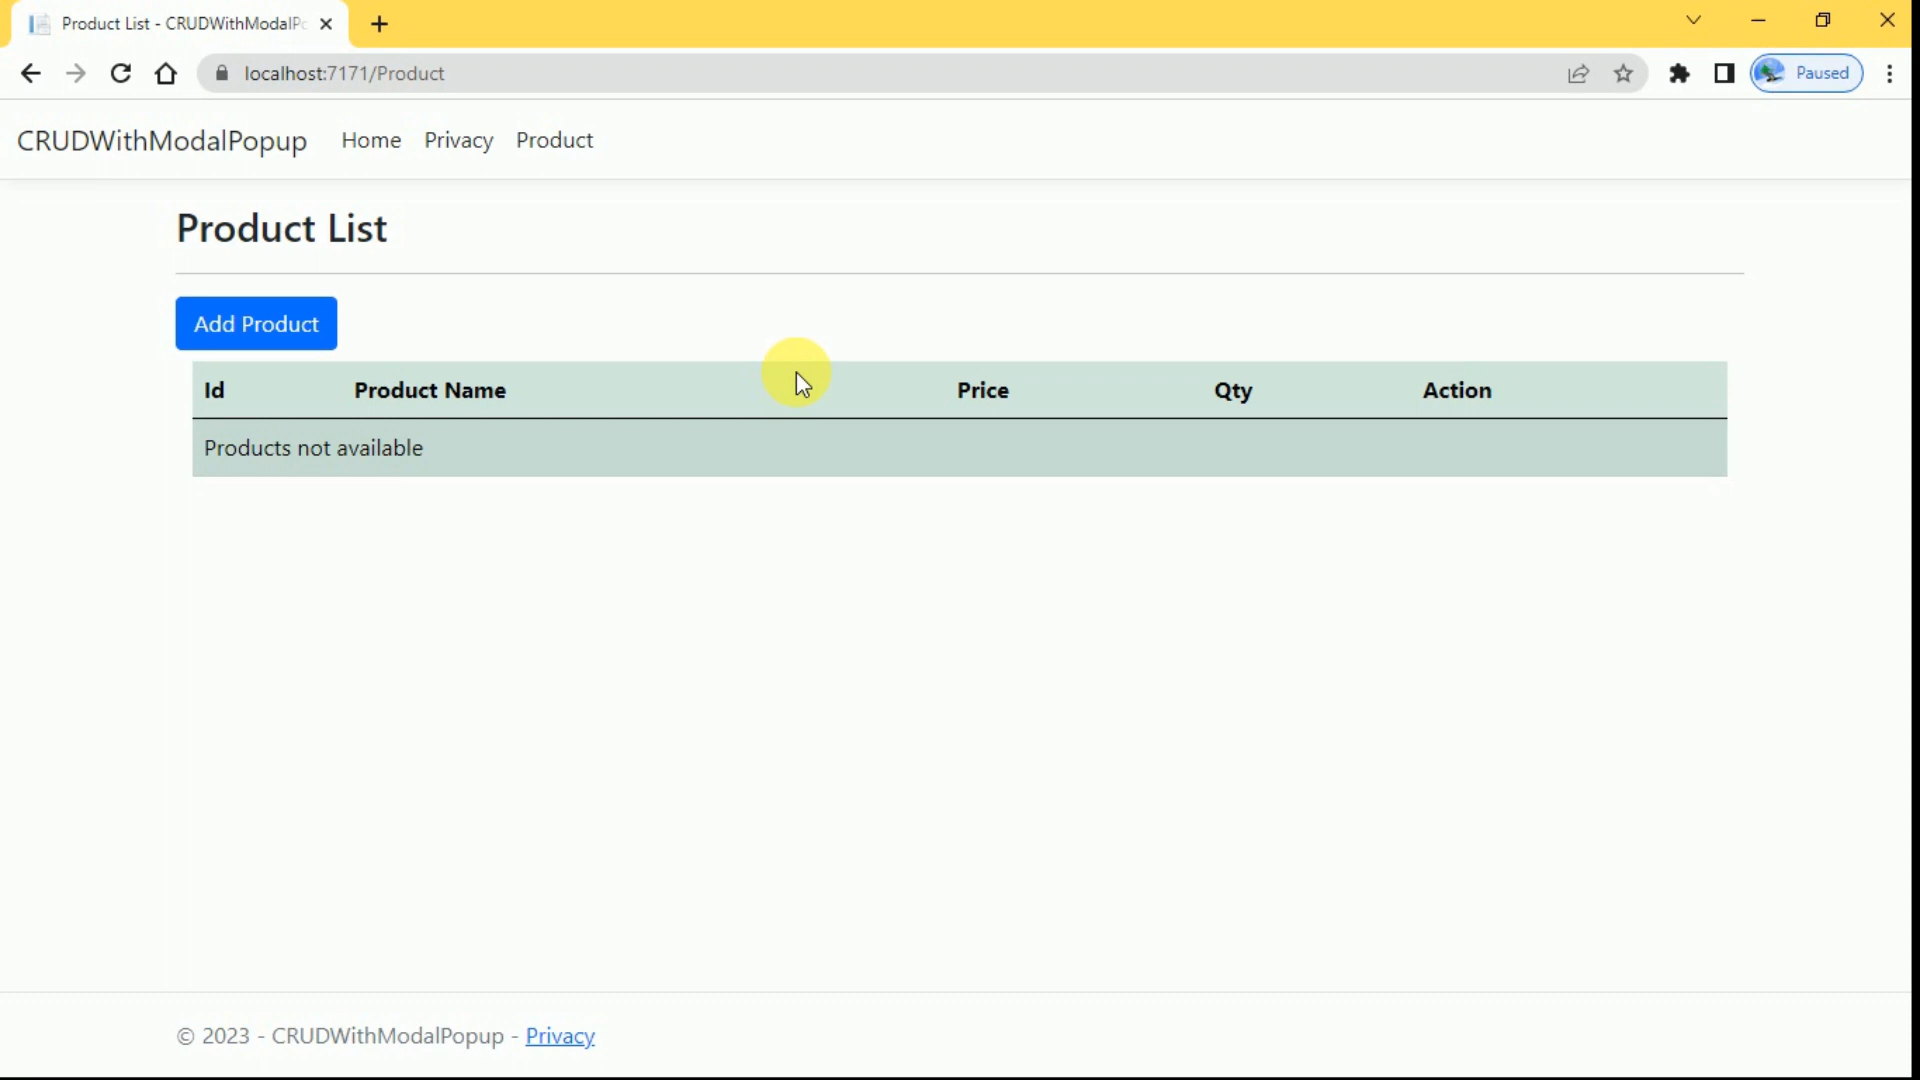 Product List - CRUDWithModalPo
localhost:7171/Product
Paused
CRUDWithModalPopup Home Privacy Product
Product List
Add Product
Id Product Name Price Qty Action
Products not available
© 2023 - CRUDWithModalPopup - Privacy